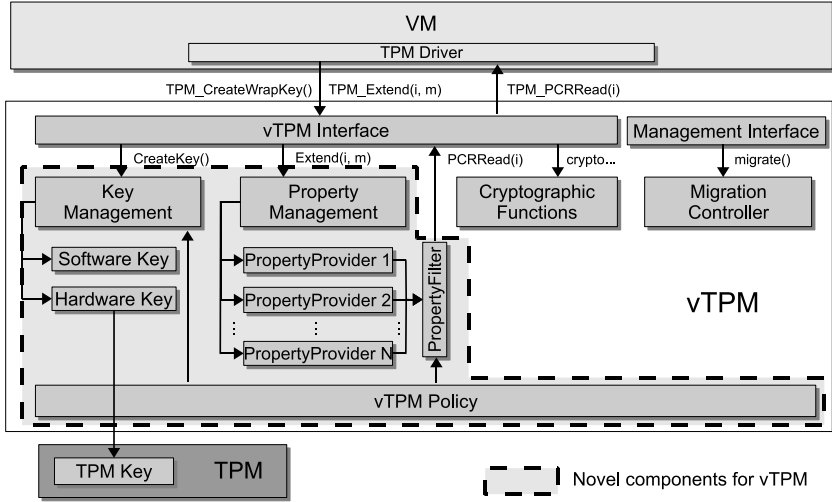 VM
TPM Driver
TPM_CreateWrapKey() TPM_Extend(i, m) TPM_PCRRead(i)
vTPM Interface
Management Interface
CreateKey() Extend(i, m) PCRRead(i) crypto... migrate()
Key
Management
Property
Management
Cryptographic
Functions
Migration
Controller
Software Key
Hardware Key
PropertyProvider 1
PropertyProvider 2
⋮ ⋮ ⋮
PropertyProvider N
PropertyFilter
vTPM
vTPM Policy
TPM Key
TPM
Novel components for vTPM